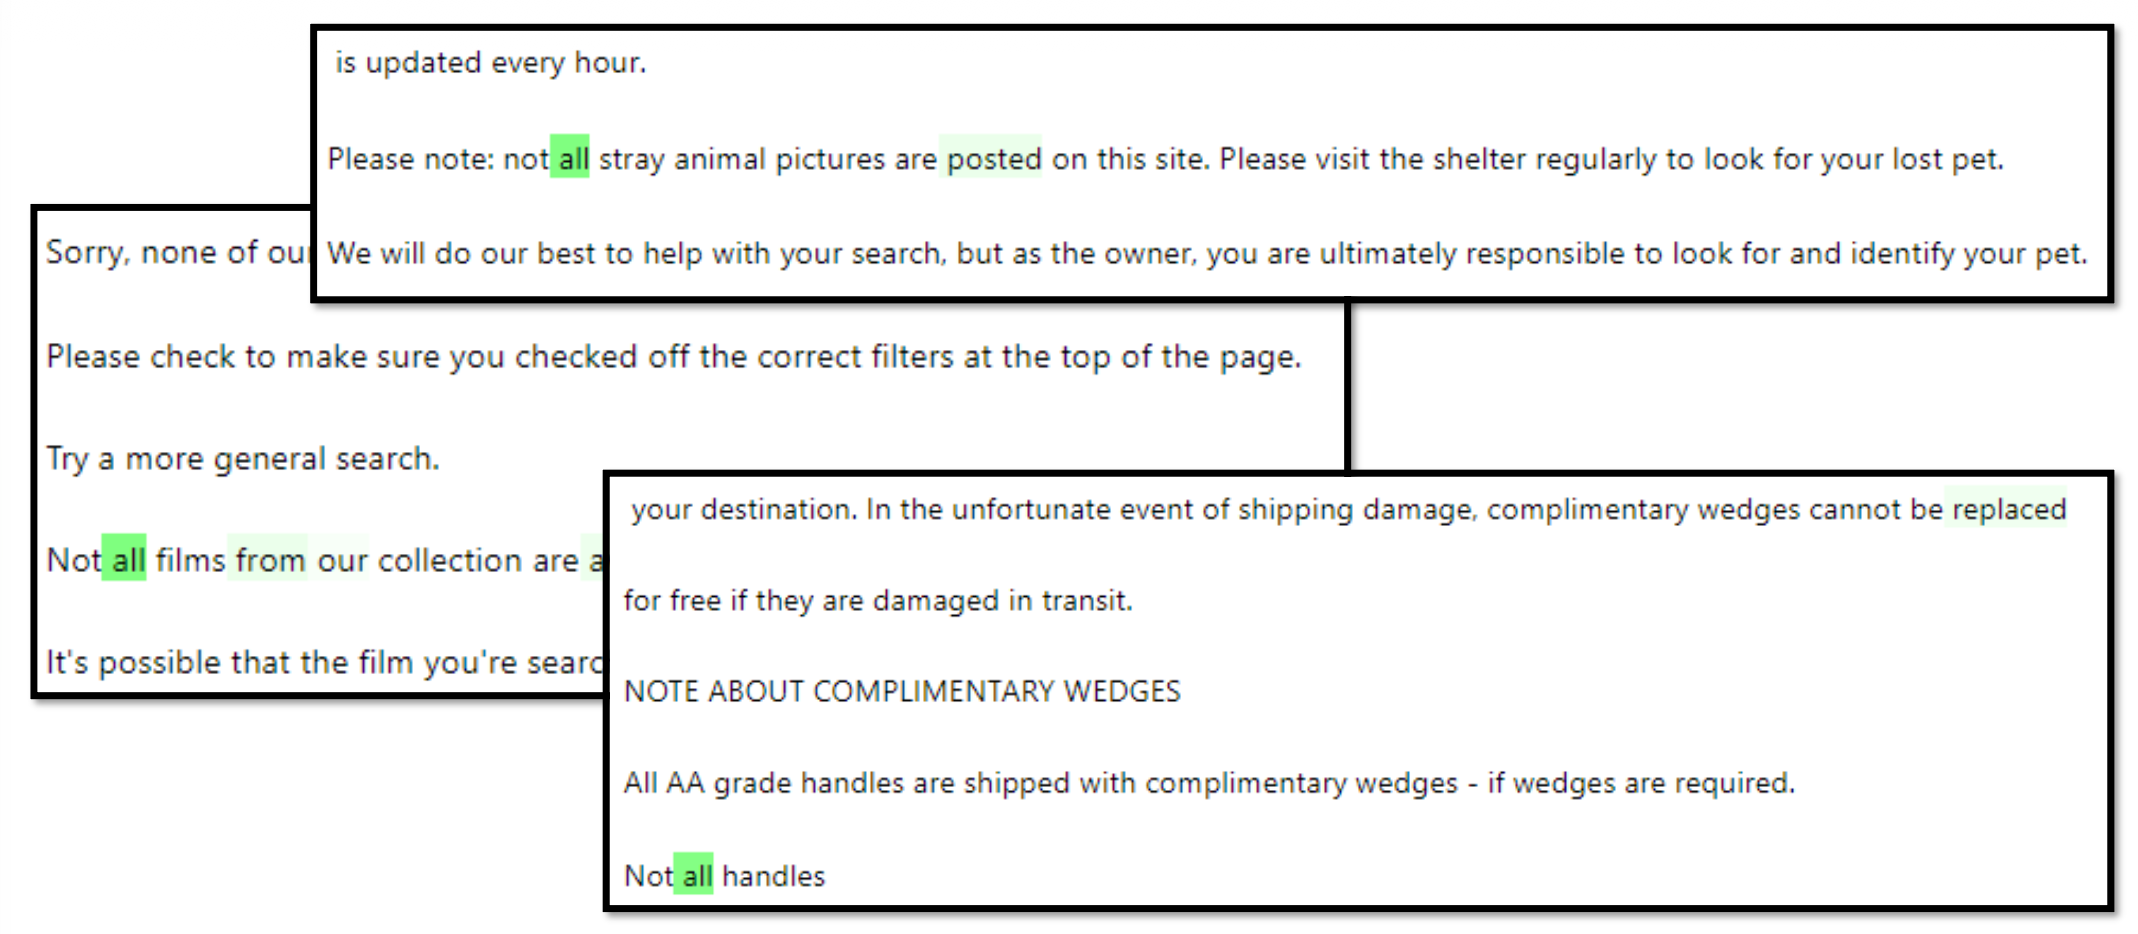 is updated every hour.
Please note: not all stray animal pictures are posted on this site. Please visit the shelter regularly to look for your lost pet.
We will do our best to help with your search, but as the owner, you are ultimately responsible to look for and identify your pet.
Sorry, none of our
Please check to make sure you checked off the correct filters at the top of the page.
Try a more general search.
Not all films from our collection are a
It's possible that the film you're searc
your destination. In the unfortunate event of shipping damage, complimentary wedges cannot be replaced
for free if they are damaged in transit.
NOTE ABOUT COMPLIMENTARY WEDGES
All AA grade handles are shipped with complimentary wedges - if wedges are required.
Not all handles